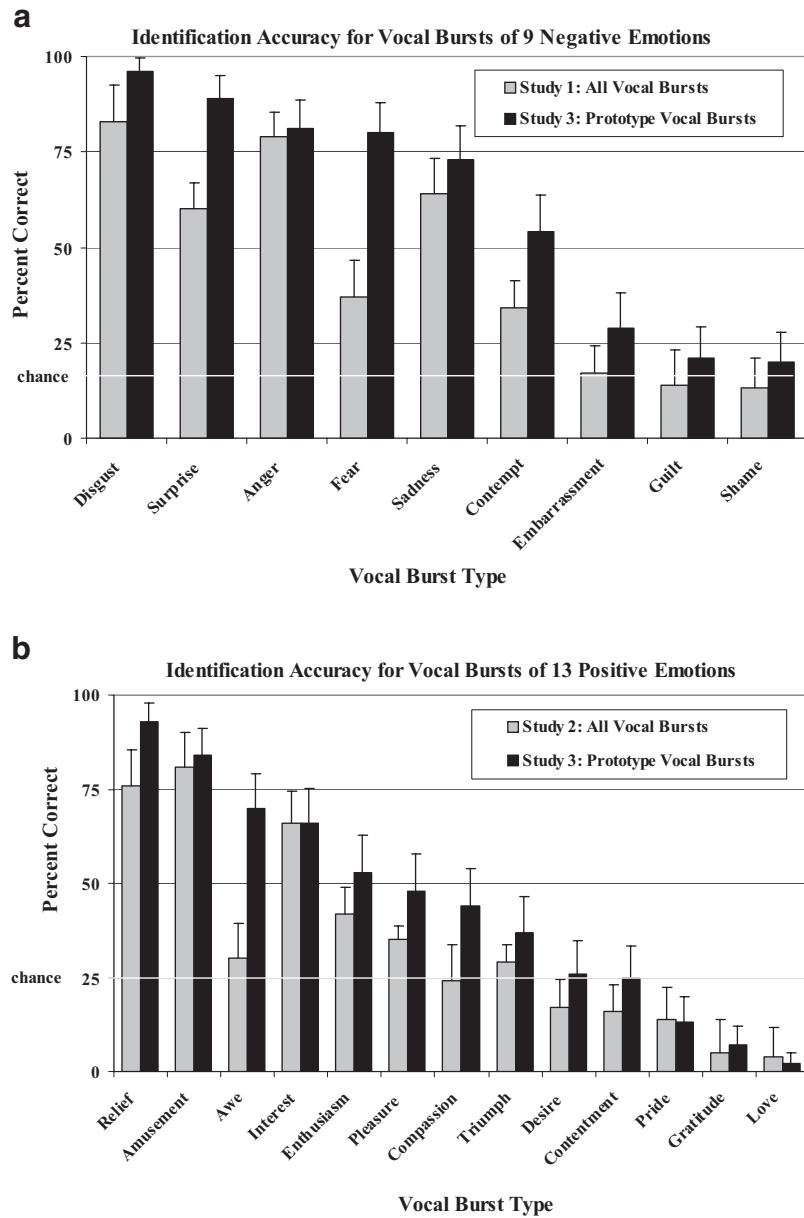 a
Identification Accuracy for Vocal Bursts of 9 Negative Emotions
100
Study 1: All Vocal Bursts
Study 3: Prototype Vocal Bursts
75
Percent Correct
50
25
chance
0
Disgust
Surprise
Anger
Fear
Sadness
Contempt
Embarrassment
Guilt
Shame
Vocal Burst Type
b
Identification Accuracy for Vocal Bursts of 13 Positive Emotions
100
Study 2: All Vocal Bursts
Study 3: Prototype Vocal Bursts
75
Percent Correct
50
chance
25
0
Relief
Amusement
Awe
Interest
Enthusiasm
Pleasure
Compassion
Triumph
Desire
Contentment
Pride
Gratitude
Love
Vocal Burst Type